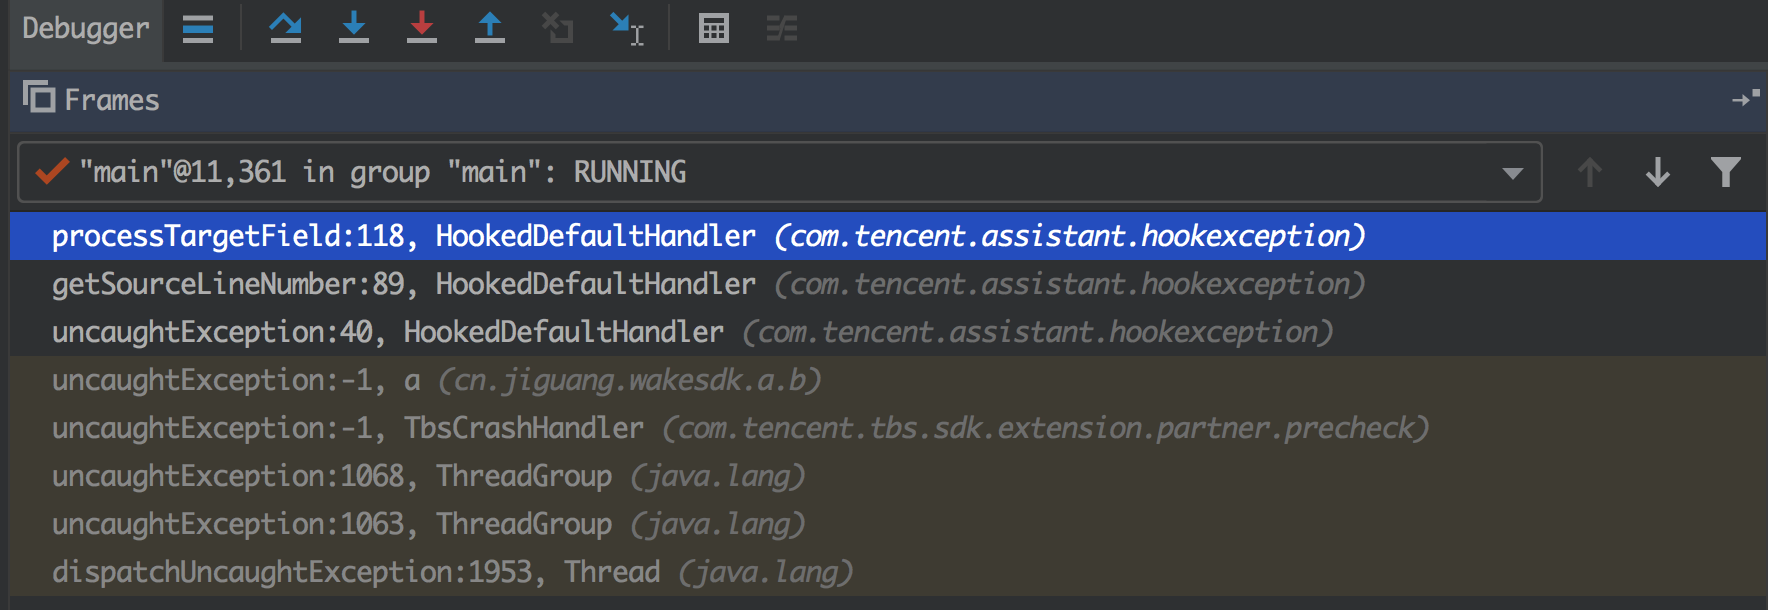 Debugger
Frames
"main"@11,361 in group "main": RUNNING
processTargetField:118, HookedDefaultHandler (com.tencent.assistant.hookexception)
getSourceLineNumber:89, HookedDefaultHandler (com.tencent.assistant.hookexception)
uncaughtException:40, HookedDefaultHandler (com.tencent.assistant.hookexception)
uncaughtException:-1, a (cn.jiguang.wakesdk.a.b)
uncaughtException:-1, TbsCrashHandler (com.tencent.tbs.sdk.extension.partner.precheck)
uncaughtException:1068, ThreadGroup (java.lang)
uncaughtException:1063, ThreadGroup (java.lang)
dispatchUncaughtException:1953, Thread (java.lang)